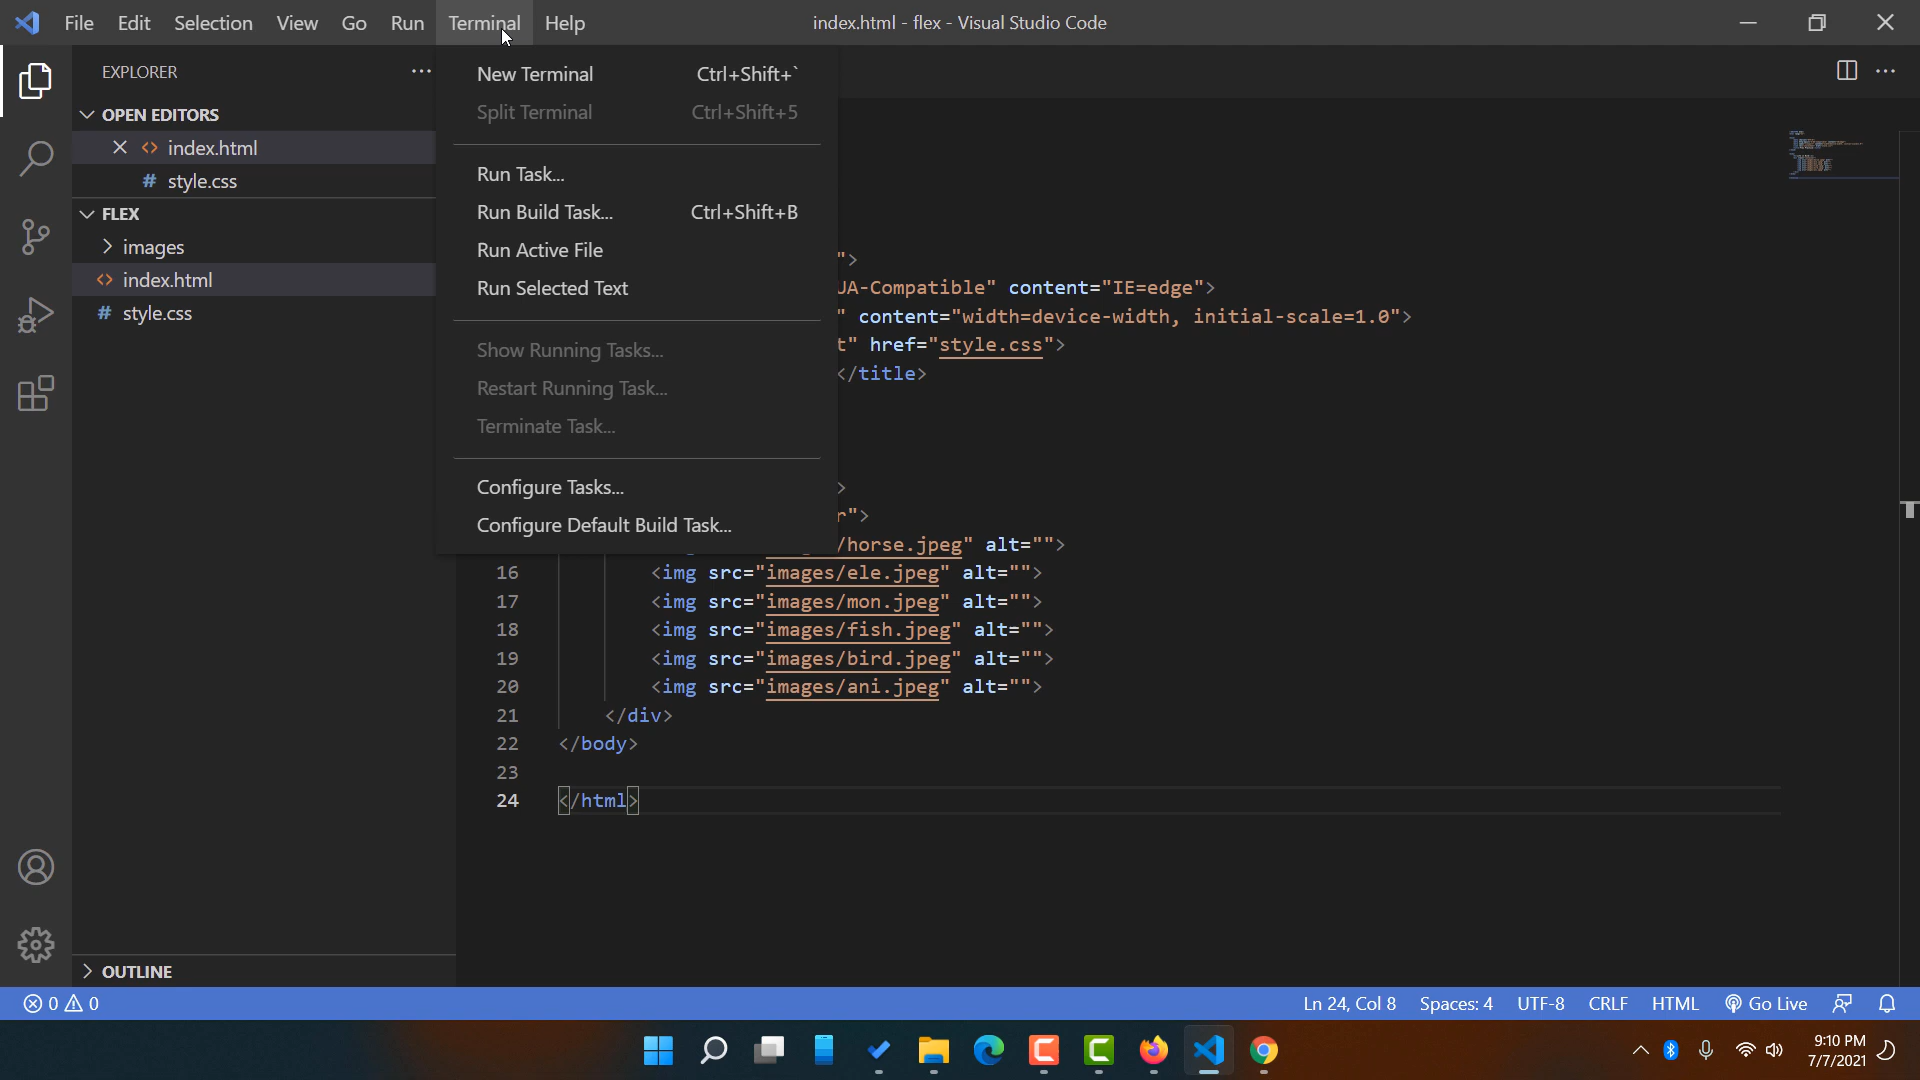 File Edit Selection View Go Run Terminal Help
index.html - flex - Visual Studio Code
EXPLORER
OPEN EDITORS
index.html
style.css
FLEX
images
index.html
style.css
OUTLINE
New Terminal Ctrl+Shift+`
Split Terminal Ctrl+Shift+5
Run Task...
Run Build Task... Ctrl+Shift+B
Run Active File
Run Selected Text
Show Running Tasks...
Restart Running Task...
Terminate Task...
Configure Tasks...
Configure Default Build Task...
">
UA-Compatible" content="IE=edge">
" content="width=device-width, initial-scale=1.0">
t" href="style.css">
</title>
>
r">
/horse.jpeg" alt="">
16 <img src="images/ele.jpeg" alt="">
17 <img src="images/mon.jpeg" alt="">
18 <img src="images/fish.jpeg" alt="">
19 <img src="images/bird.jpeg" alt="">
20 <img src="images/ani.jpeg" alt="">
21 </div>
22 </body>
23
24 </html>
0 0
Ln 24, Col 8 Spaces: 4 UTF-8 CRLF HTML Go Live
9:10 PM
7/7/2021